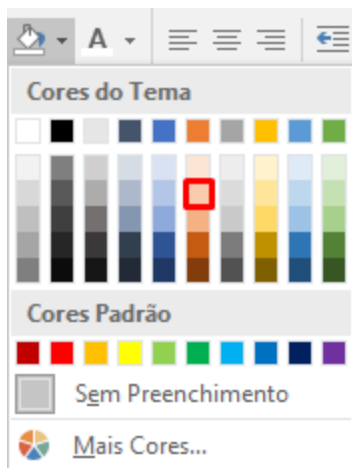 A
Cores do Tema
Cores Padrão
Sem Preenchimento
Mais Cores...